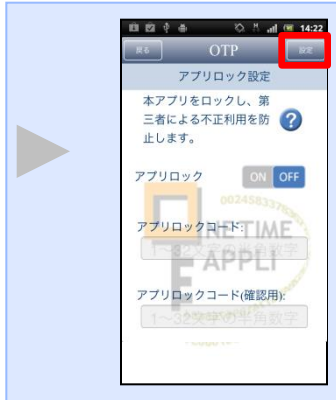 14:22
戻る OTP 設定
アプリロック設定
本アプリをロックし、第
三者による不正利用を防
止します。
?
アプリロック ON OFF
アプリロックコード:
1〜32文字の半角数字
NETIME
APPLI
アプリロックコード(確認用):
1〜32文字の半角数字